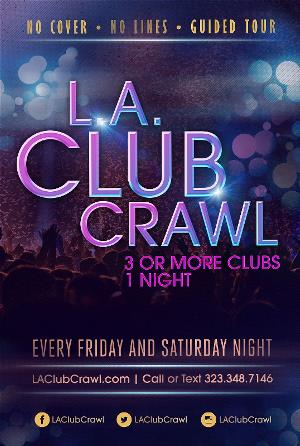 NO COVER • NO LINES • GUIDED TOUR
L.A.
CLUB
CRAWL
3 OR MORE CLUBS
1 NIGHT
EVERY FRIDAY AND SATURDAY NIGHT
LAClubCrawl.com | Call or Text 323.348.7146
LAClubCrawl LAClubCrawl LAClubCrawl